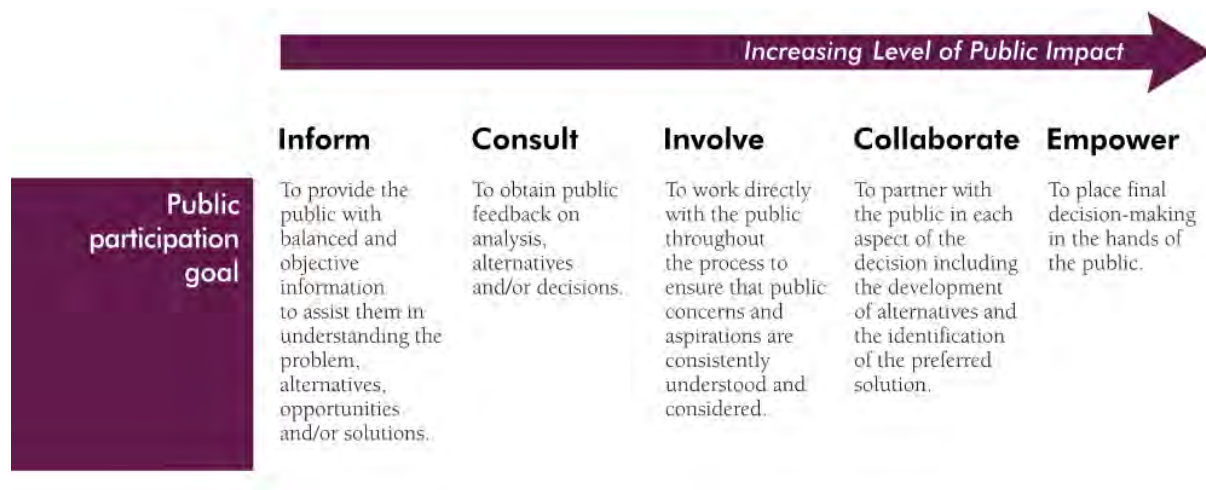 Increasing Level of Public Impact
Inform
Consult
Involve
Collaborate
Empower
Public
participation
goal
To provide the
public with
balanced and
objective
information
to assist them in
understanding the
problem,
alternatives,
opportunities
and/or solutions.
To obtain public
feedback on
analysis,
alternatives
and/or decisions.
To work directly
with the public
throughout
the process to
ensure that public
concerns and
aspirations are
consistently
understood and
considered.
To partner with
the public in each
aspect of the
decision including
the development
of alternatives and
the identification
of the preferred
solution.
To place final
decision-making
in the hands of
the public.